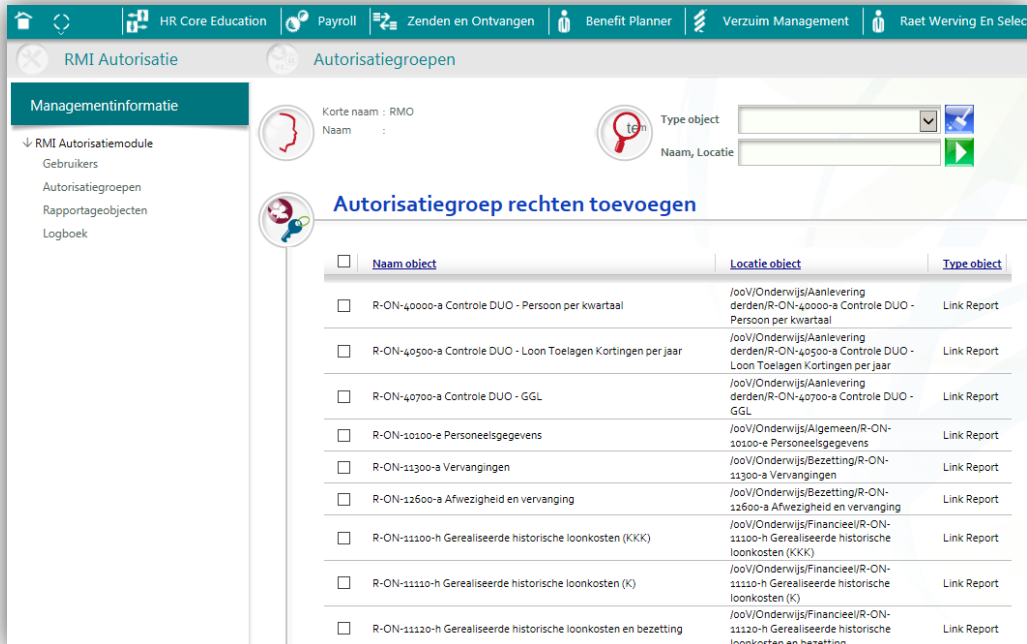 HR Core Education Payroll Zenden en Ontvangen Benefit Planner Verzuim Management Raet Werving En Selec
RMI Autorisatie Autorisatiegroepen
Managementinformatie
RMI Autorisatiemodule
Gebruikers
Autorisatiegroepen
Rapportageobjecten
Logboek
Korte naam : RMO
Naam :
tem
Type object
Naam, Locatie
Autorisatiegroep rechten toevoegen
Naam object Locatie object Type object
R-ON-40000-a Controle DUO - Persoon per kwartaal
/ooV/Onderwijs/Aanlevering
derden/R-ON-40000-a Controle DUO -
Persoon per kwartaal
Link Report
R-ON-40500-a Controle DUO - Loon Toelagen Kortingen per jaar
/ooV/Onderwijs/Aanlevering
derden/R-ON-40500-a Controle DUO -
Loon Toelagen Kortingen per jaar
Link Report
R-ON-40700-a Controle DUO - GGL
/ooV/Onderwijs/Aanlevering
derden/R-ON-40700-a Controle DUO -
GGL
Link Report
R-ON-10100-e Personeelsgegevens
/ooV/Onderwijs/Algemeen/R-ON-
10100-e Personeelsgegevens
Link Report
R-ON-11300-a Vervangingen
/ooV/Onderwijs/Bezetting/R-ON-
11300-a Vervangingen
Link Report
R-ON-12600-a Afwezigheid en vervanging
/ooV/Onderwijs/Bezetting/R-ON-
12600-a Afwezigheid en vervanging
Link Report
R-ON-11100-h Gerealiseerde historische loonkosten (KKK)
/ooV/Onderwijs/Financieel/R-ON-
11100-h Gerealiseerde historische
loonkosten (KKK)
Link Report
R-ON-11110-h Gerealiseerde historische loonkosten (K)
/ooV/Onderwijs/Financieel/R-ON-
11110-h Gerealiseerde historische
loonkosten (K)
Link Report
R-ON-11120-h Gerealiseerde historische loonkosten en bezetting
/ooV/Onderwijs/Financieel/R-ON-
11120-h Gerealiseerde historische
loonkosten en bezetting
Link Report